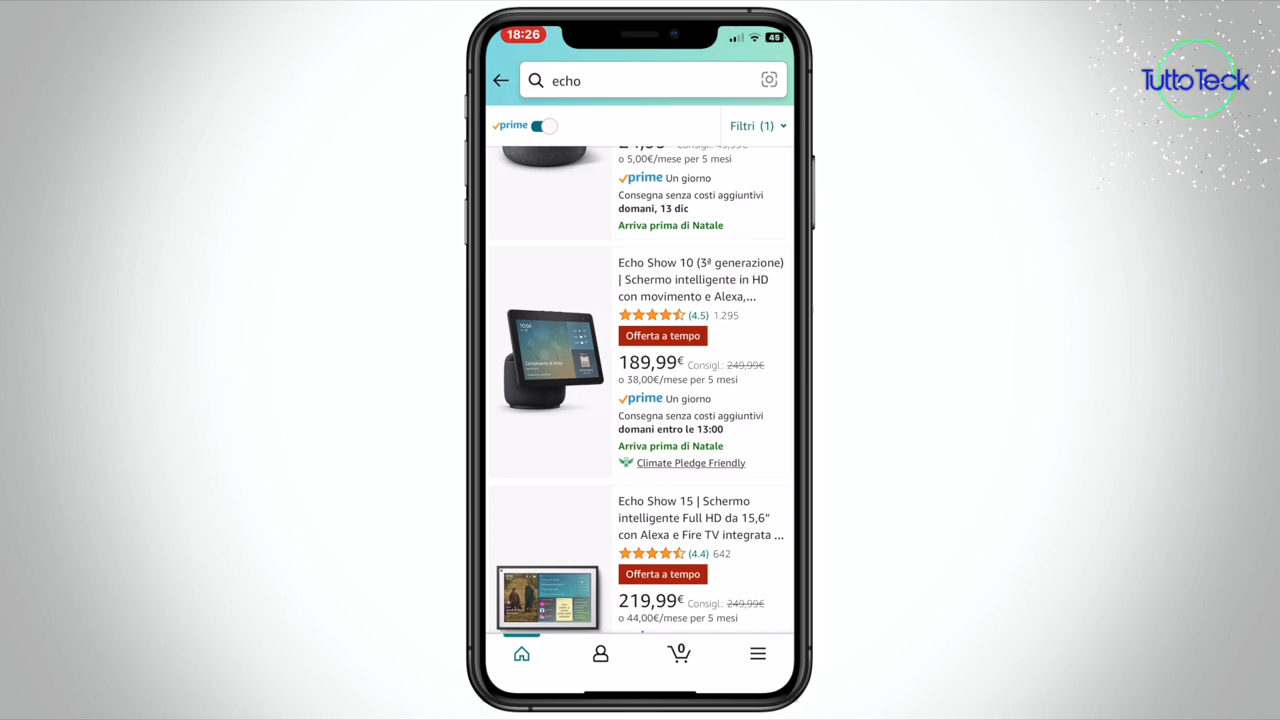 18:26
45
TuttoTeck
echo
prime
Filtri (1)
o 5,00€/mese per 5 mesi
prime Un giorno
Consegna senza costi aggiuntivi
domani, 13 dic
Arriva prima di Natale
Echo Show 10 (3ª generazione)
| Schermo intelligente in HD
con movimento e Alexa,...
(4.5) 1.295
Offerta a tempo
189,99€ Consigl.: 249,99€
o 38,00€/mese per 5 mesi
prime Un giorno
Consegna senza costi aggiuntivi
domani entro le 13:00
Arriva prima di Natale
Climate Pledge Friendly
Echo Show 15 | Schermo
intelligente Full HD da 15,6”
con Alexa e Fire TV integrata ...
(4.4) 642
Offerta a tempo
219,99€ Consigl.: 249,99€
o 44,00€/mese per 5 mesi
0